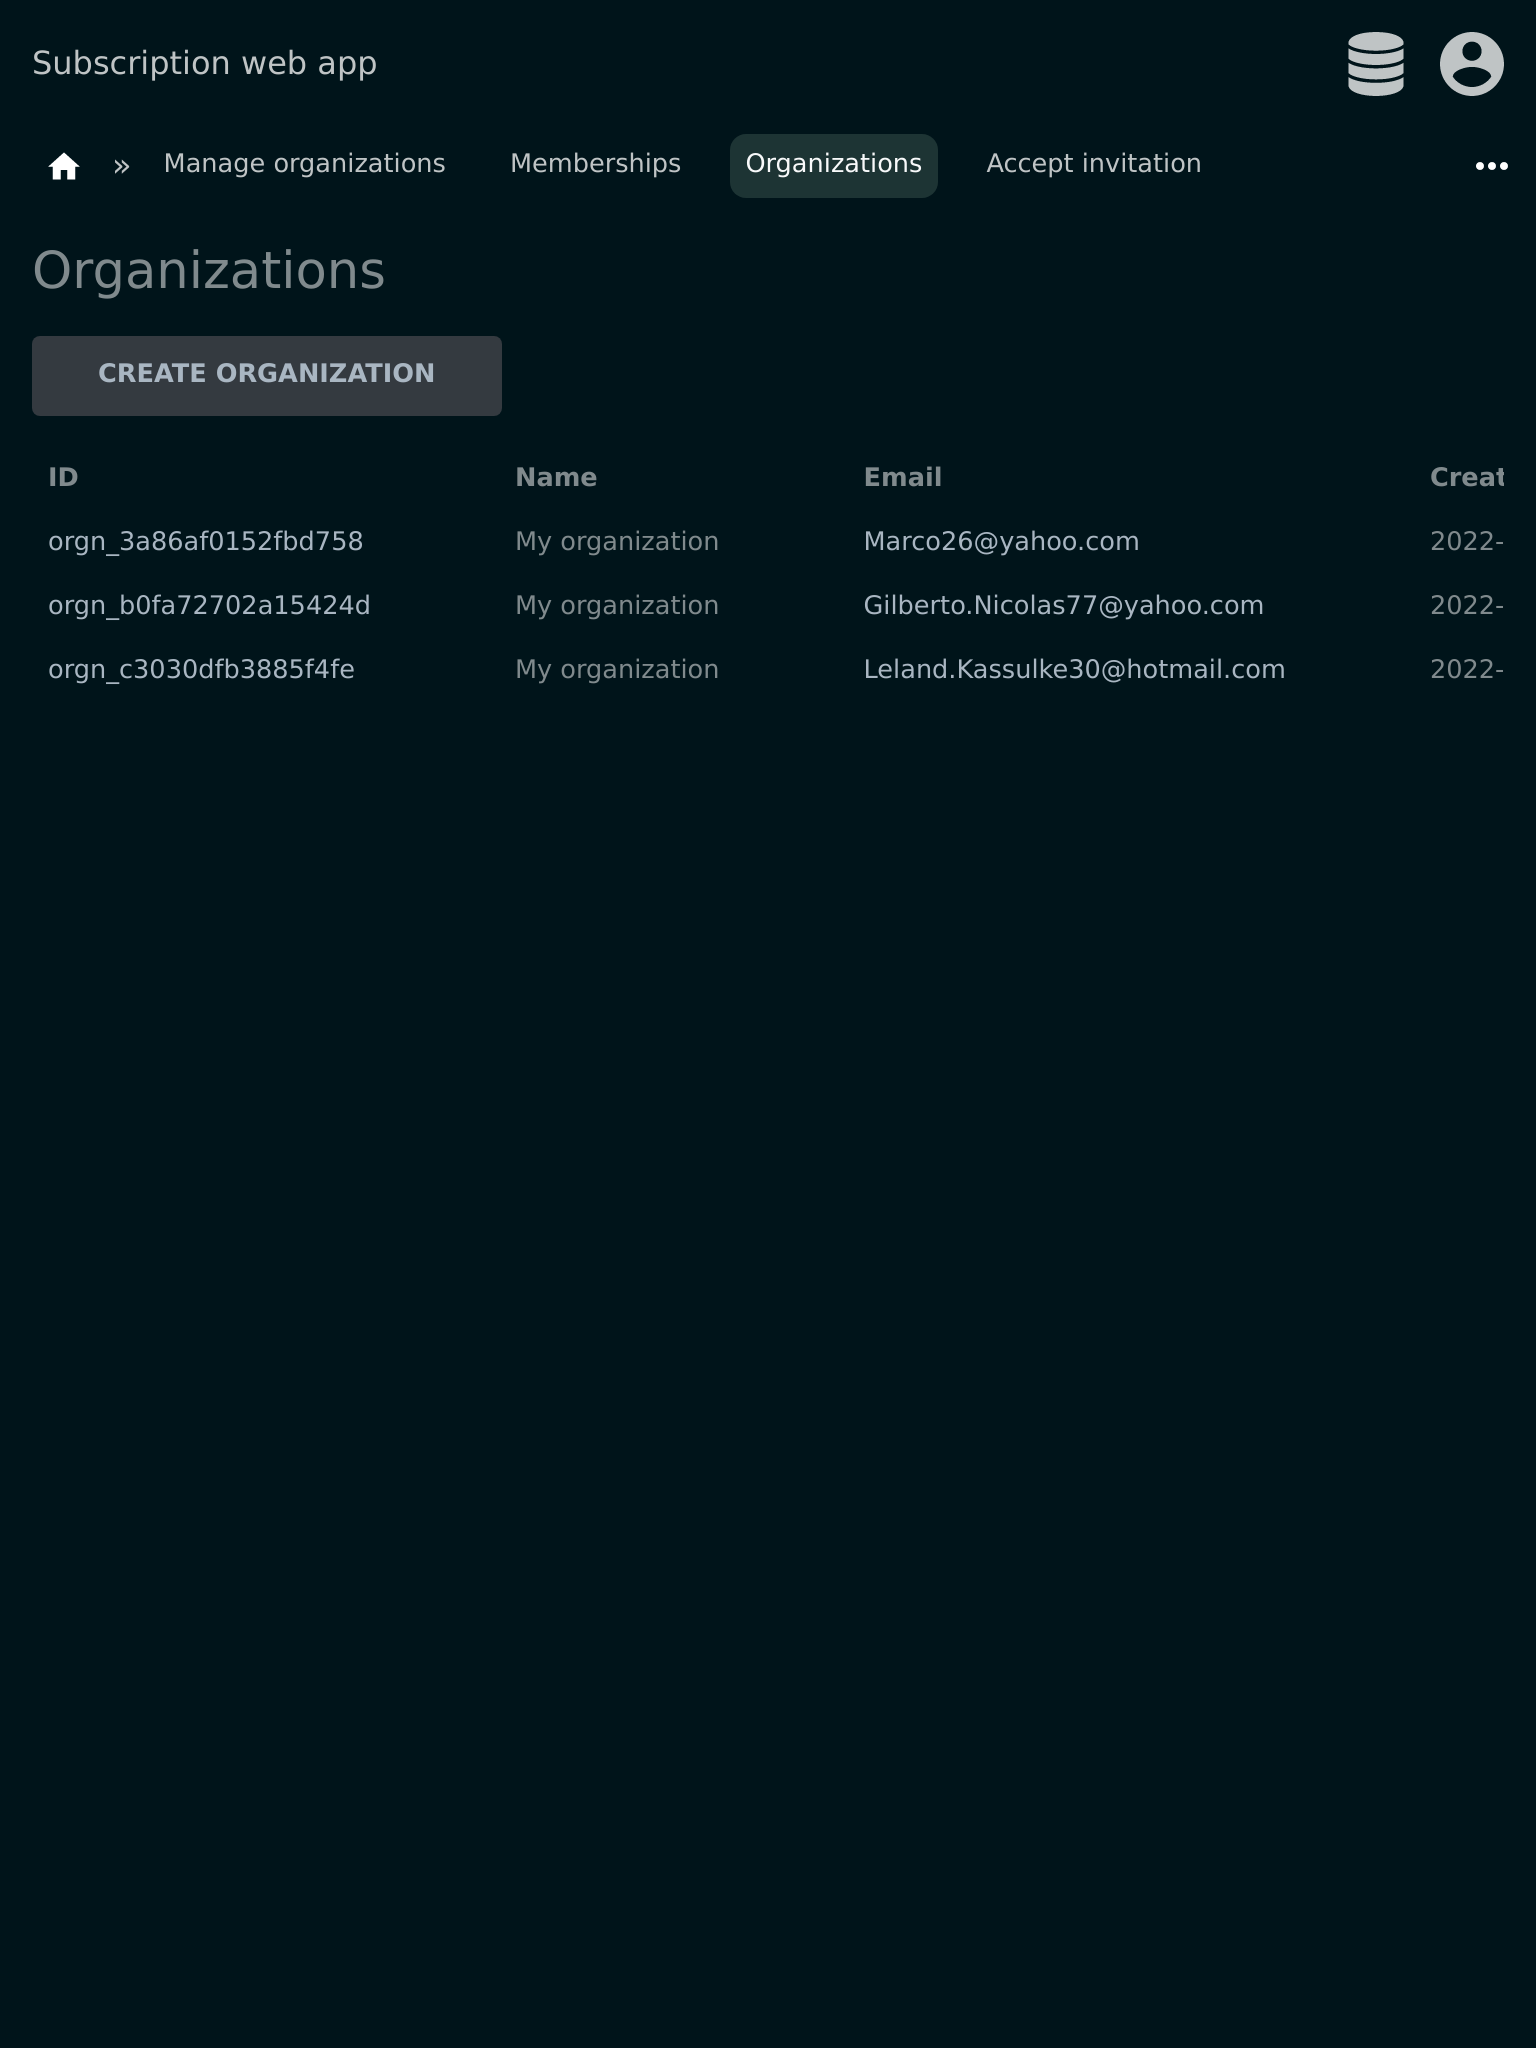 Subscription web app
» Manage organizations Memberships Organizations Accept invitation
Organizations
CREATE ORGANIZATION
ID Name Email Creat
orgn_3a86af0152fbd758 My organization Marco26@yahoo.com 2022-
orgn_b0fa72702a15424d My organization Gilberto.Nicolas77@yahoo.com 2022-
orgn_c3030dfb3885f4fe My organization Leland.Kassulke30@hotmail.com 2022-